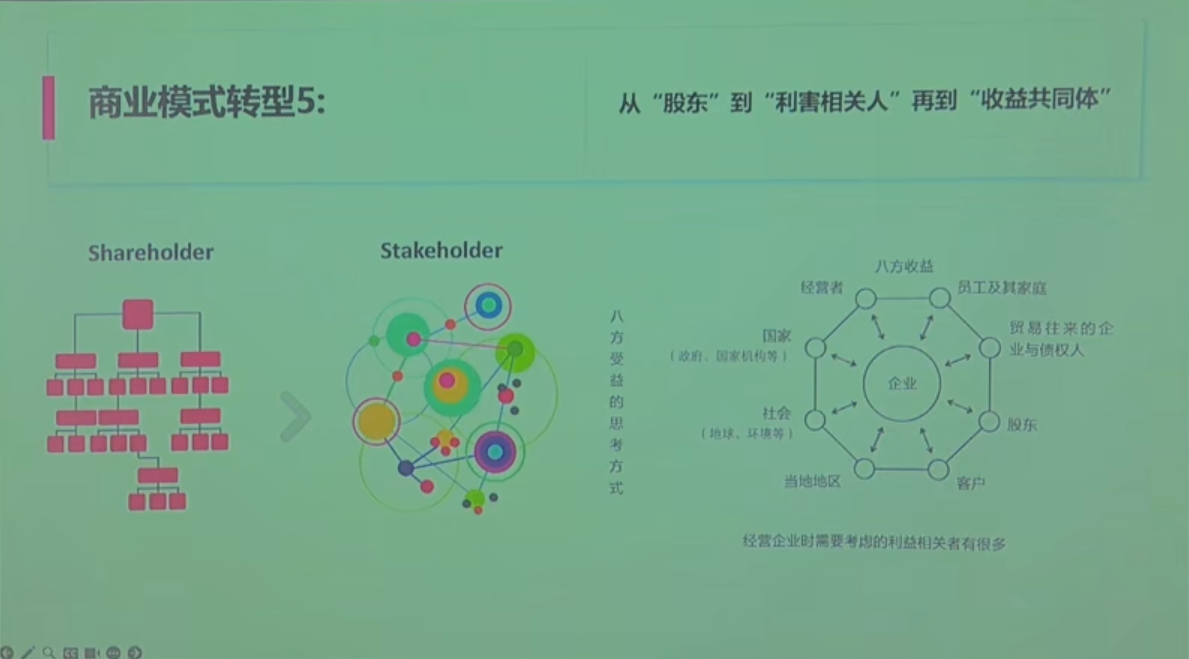 商业模式转型5:
从“股东”到“利害相关人”再到“收益共同体”
Shareholder
Stakeholder
八方受益的思考方式
八方收益
经营者
员工及其家庭
国家
（政府、国家机构等）
贸易往来的企
业与债权人
企业
社会
（地球、环境等）
股东
当地地区
客户
经营企业时需要考虑的利益相关者有很多